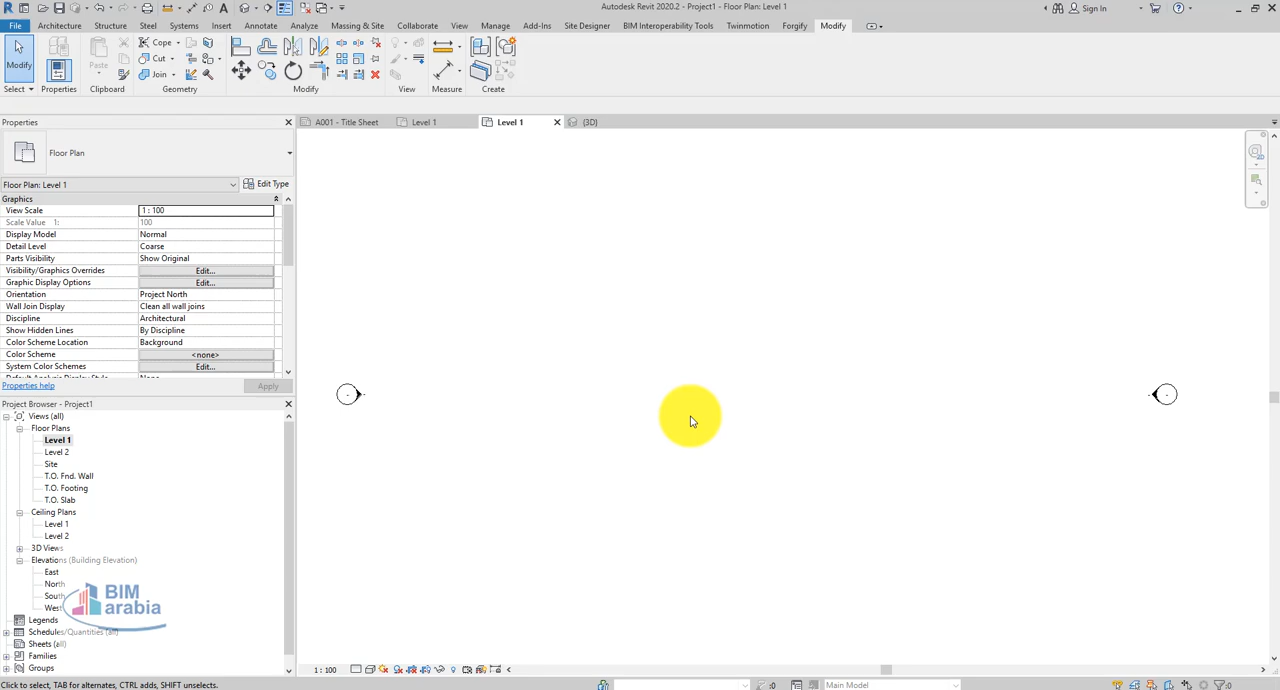 Autodesk Revit 2020.2 - Project1 - Floor Plan: Level 1
Sign In
File Architecture Structure Steel Systems Insert Annotate Analyze Massing & Site Collaborate View Manage Add-Ins Site Designer BIM Interoperability Tools Twinmotion Forgify Modify
Modify
Paste
Cope
Cut
Join
Select Properties Clipboard Geometry Modify View Measure Create
Properties
A001 - Title Sheet
Level 1
Level 1
{3D}
Floor Plan
Floor Plan: Level 1
Edit Type
Graphics
View Scale 1 : 100
Scale Value 1: 100
Display Model Normal
Detail Level Coarse
Parts Visibility Show Original
Visibility/Graphics Overrides Edit...
Graphic Display Options Edit...
Orientation Project North
Wall Join Display Clean all wall joins
Discipline Architectural
Show Hidden Lines By Discipline
Color Scheme Location Background
Color Scheme <none>
System Color Schemes Edit...
Properties help
Apply
Project Browser - Project1
Views (all)
Floor Plans
Level 1
Level 2
Site
T.O. Fnd. Wall
T.O. Footing
T.O. Slab
Ceiling Plans
Level 1
Level 2
3D Views
Elevations (Building Elevation)
East
North
South
West
BIM
arabia
Legends
Schedules/Quantities (all)
Sheets (all)
Families
Groups
1 : 100
Click to select, TAB for alternates, CTRL adds, SHIFT unselects.
:0
Main Model
:0